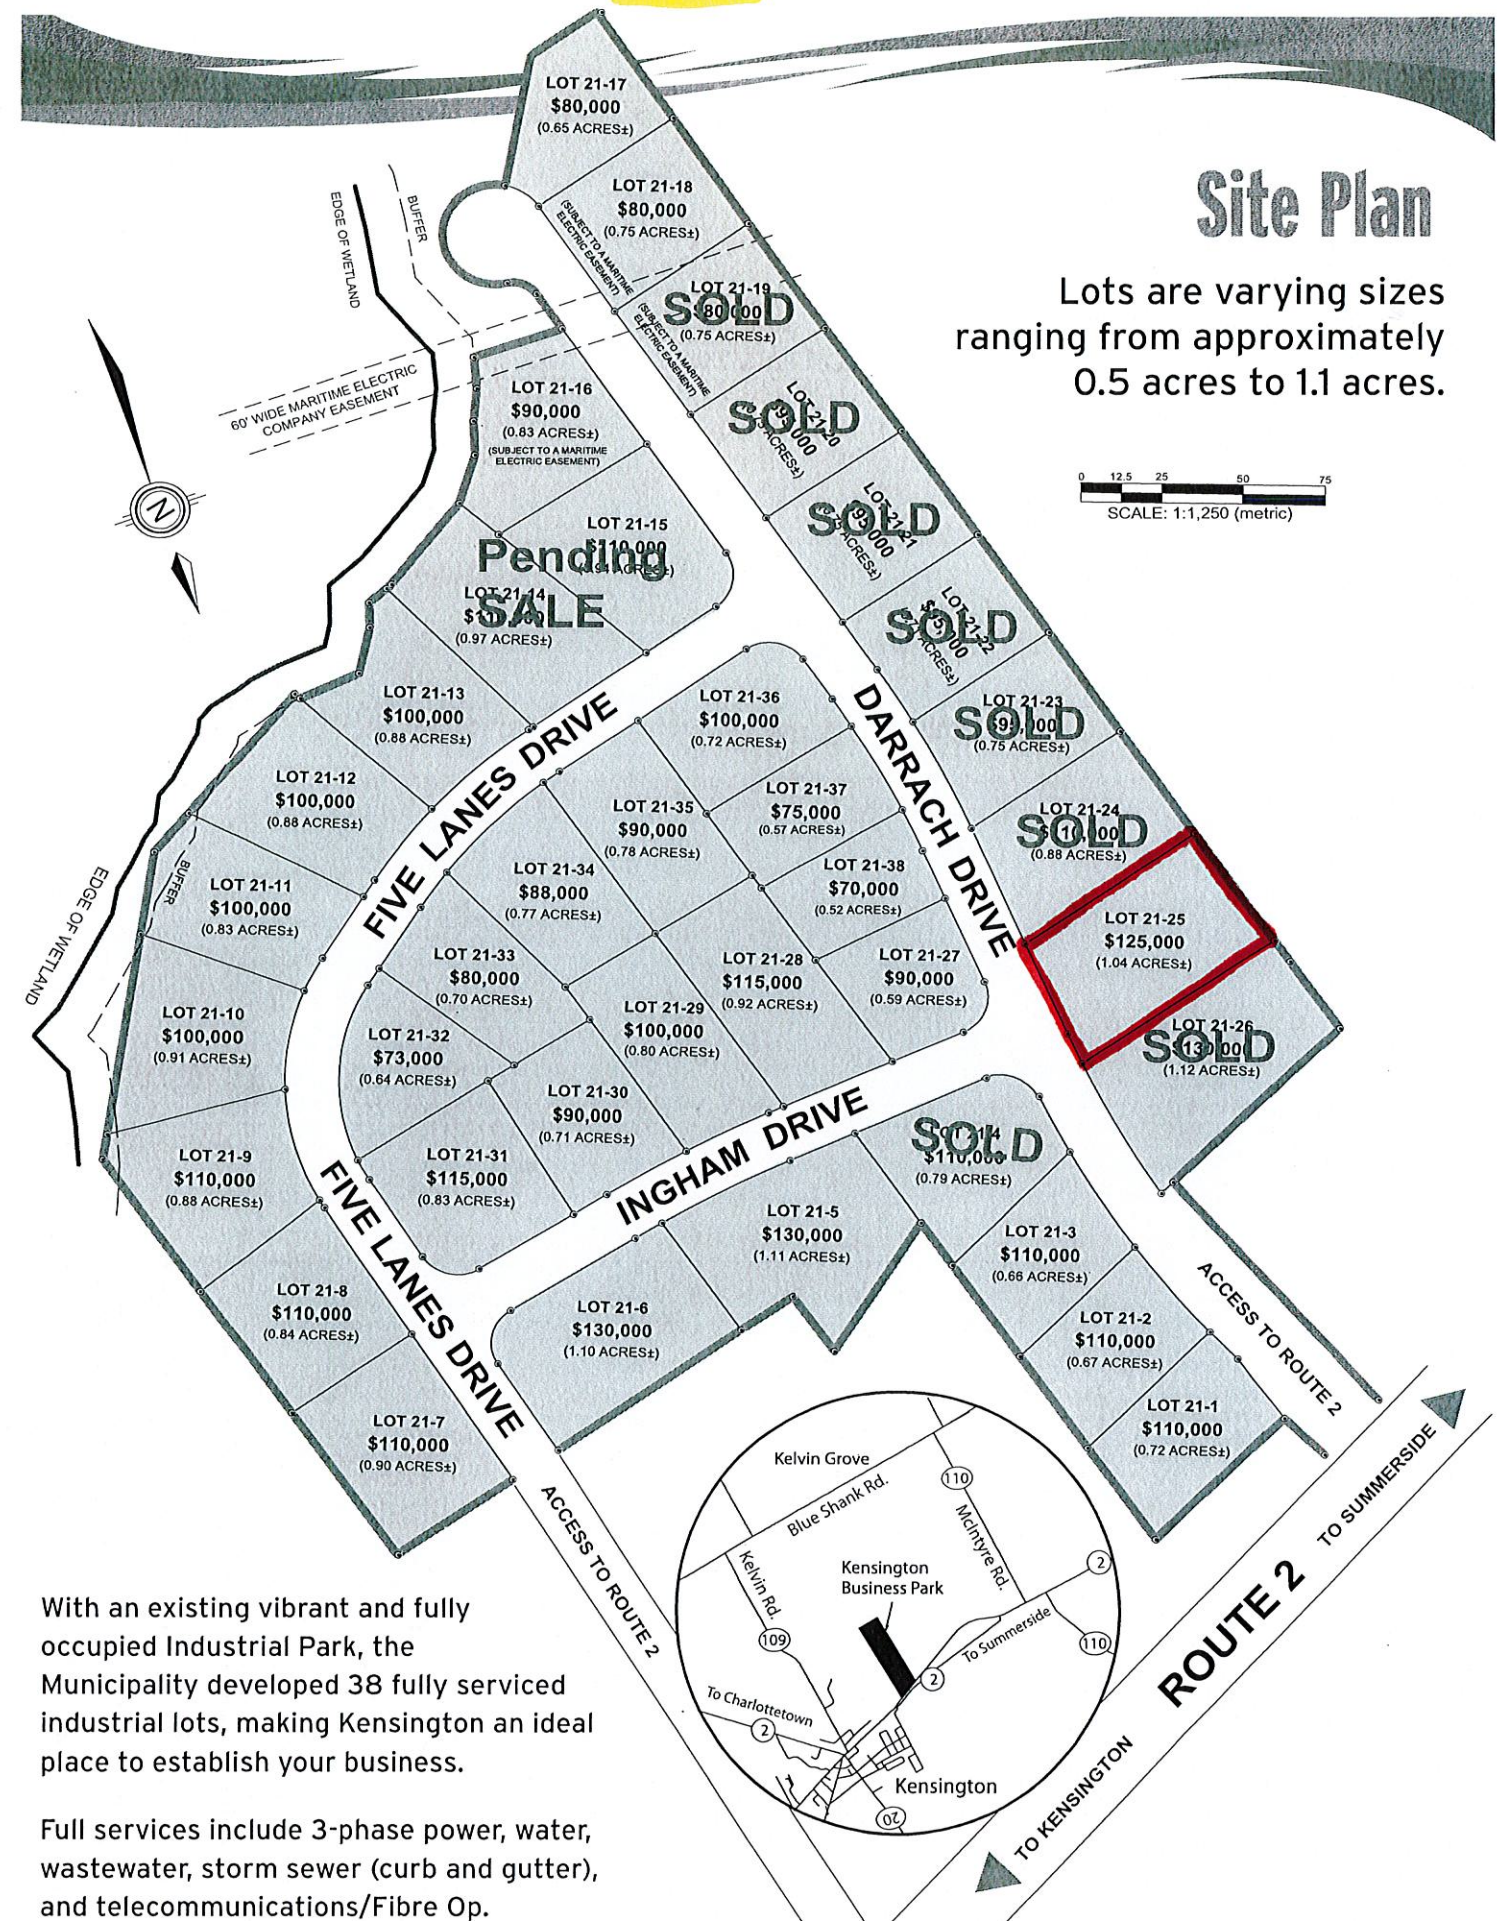 Site Plan
Lots are varying sizes
ranging from approximately
0.5 acres to 1.1 acres.
0 12.5 25 50 75
SCALE: 1:1,250 (metric)
LOT 21-17
$80,000
(0.65 ACRES±)
LOT 21-18
$80,000
(0.75 ACRES±)
(SUBJECT TO A MARITIME
ELECTRIC EASEMENT)
LOT 21-19
$80,000
SOLD
(0.75 ACRES±)
(SUBJECT TO A MARITIME
ELECTRIC EASEMENT)
EDGE OF WETLAND
BUFFER
60' WIDE MARITIME ELECTRIC
COMPANY EASEMENT
N
LOT 21-16
$90,000
(0.83 ACRES±)
(SUBJECT TO A MARITIME
ELECTRIC EASEMENT)
LOT 21-20
SOLD
ACRES±)
LOT 21-21
SOLD
ACRES±)
LOT 21-22
SOLD
ACRES±)
LOT 21-23
SOLD
(0.75 ACRES±)
LOT 21-24
SOLD
(0.88 ACRES±)
LOT 21-15
$110,000
Pending
SALE
LOT 21-14
(0.97 ACRES±)
LOT 21-13
$100,000
(0.88 ACRES±)
LOT 21-12
$100,000
(0.88 ACRES±)
LOT 21-11
$100,000
(0.83 ACRES±)
BUFFER
EDGE OF WETLAND
LOT 21-10
$100,000
(0.91 ACRES±)
LOT 21-9
$110,000
(0.88 ACRES±)
LOT 21-8
$110,000
(0.84 ACRES±)
LOT 21-7
$110,000
(0.90 ACRES±)
FIVE LANES DRIVE
DARRACH DRIVE
LOT 21-36
$100,000
(0.72 ACRES±)
LOT 21-37
$75,000
(0.57 ACRES±)
LOT 21-35
$90,000
(0.78 ACRES±)
LOT 21-38
$70,000
(0.52 ACRES±)
LOT 21-34
$88,000
(0.77 ACRES±)
LOT 21-33
$80,000
(0.70 ACRES±)
LOT 21-28
$115,000
(0.92 ACRES±)
LOT 21-27
$90,000
(0.59 ACRES±)
LOT 21-29
$100,000
(0.80 ACRES±)
LOT 21-32
$73,000
(0.64 ACRES±)
LOT 21-30
$90,000
(0.71 ACRES±)
LOT 21-31
$115,000
(0.83 ACRES±)
LOT 21-25
$125,000
(1.04 ACRES±)
LOT 21-26
$130,000
SOLD
(1.12 ACRES±)
INGHAM DRIVE
FIVE LANES DRIVE
SOLD
$110,000
(0.79 ACRES±)
LOT 21-5
$130,000
(1.11 ACRES±)
LOT 21-6
$130,000
(1.10 ACRES±)
LOT 21-3
$110,000
(0.66 ACRES±)
LOT 21-2
$110,000
(0.67 ACRES±)
LOT 21-1
$110,000
(0.72 ACRES±)
ACCESS TO ROUTE 2
ACCESS TO ROUTE 2
TO SUMMERSIDE
ROUTE 2
TO KENSINGTON
Kelvin Grove
Blue Shank Rd.
110
McIntyre Rd.
Kelvin Rd.
109
Kensington
Business Park
2
To Summerside
110
2
To Charlottetown
2
Kensington
20
With an existing vibrant and fully
occupied Industrial Park, the
Municipality developed 38 fully serviced
industrial lots, making Kensington an ideal
place to establish your business.
Full services include 3-phase power, water,
wastewater, storm sewer (curb and gutter),
and telecommunications/Fibre Op.